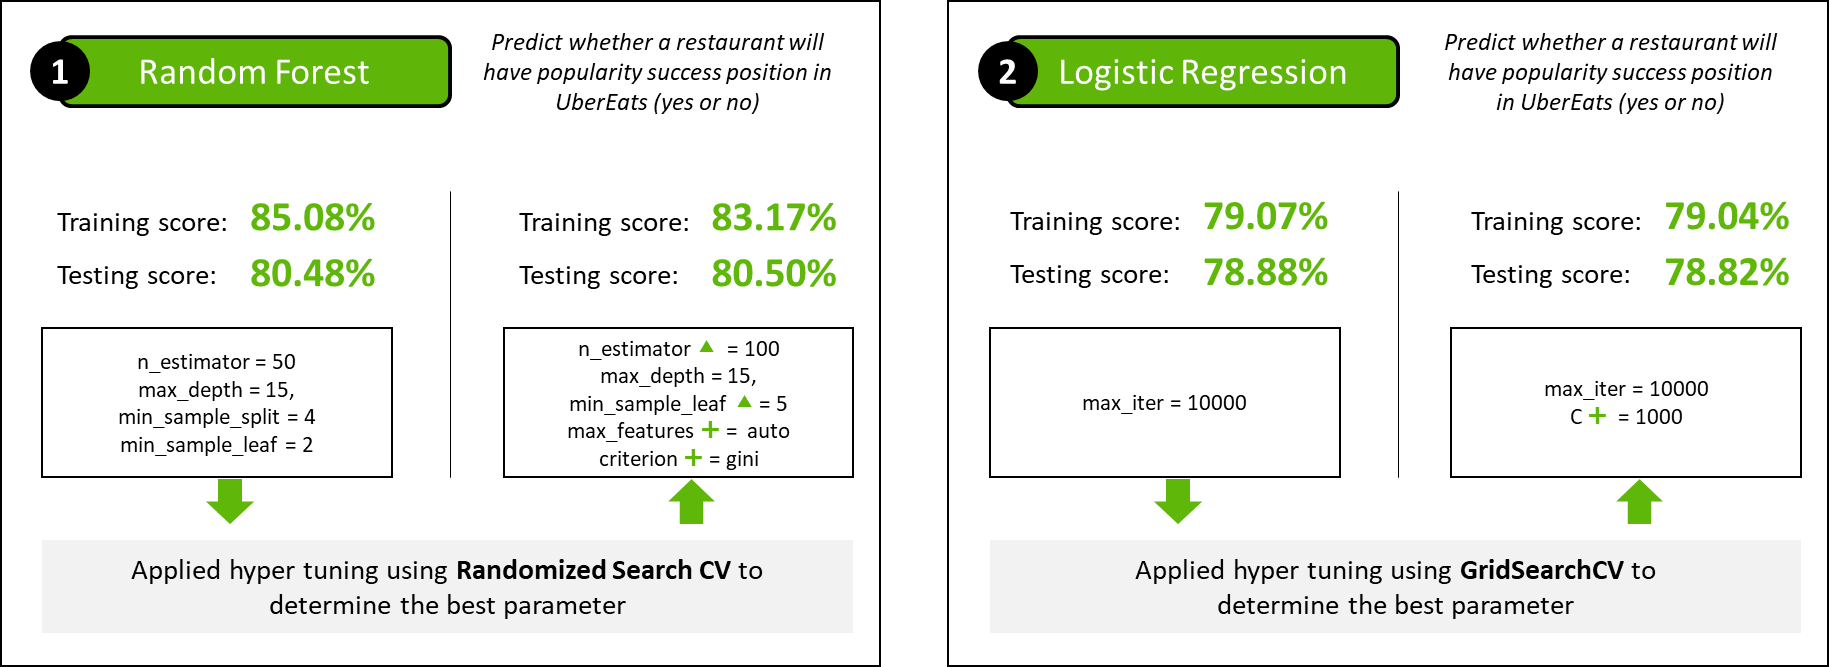 1
Random Forest
Predict whether a restaurant will
have popularity success position in
UberEats (yes or no)
Training score: 85.08%
Testing score: 80.48%
n_estimator = 50
max_depth = 15,
min_sample_split = 4
min_sample_leaf = 2
Training score: 83.17%
Testing score: 80.50%
n_estimator ▲ = 100
max_depth = 15,
min_sample_leaf ▲ = 5
max_features + = auto
criterion + = gini
Applied hyper tuning using Randomized Search CV to
determine the best parameter
2
Logistic Regression
Predict whether a restaurant will
have popularity success position
in UberEats (yes or no)
Training score: 79.07%
Testing score: 78.88%
max_iter = 10000
Training score: 79.04%
Testing score: 78.82%
max_iter = 10000
C + = 1000
Applied hyper tuning using GridSearchCV to
determine the best parameter